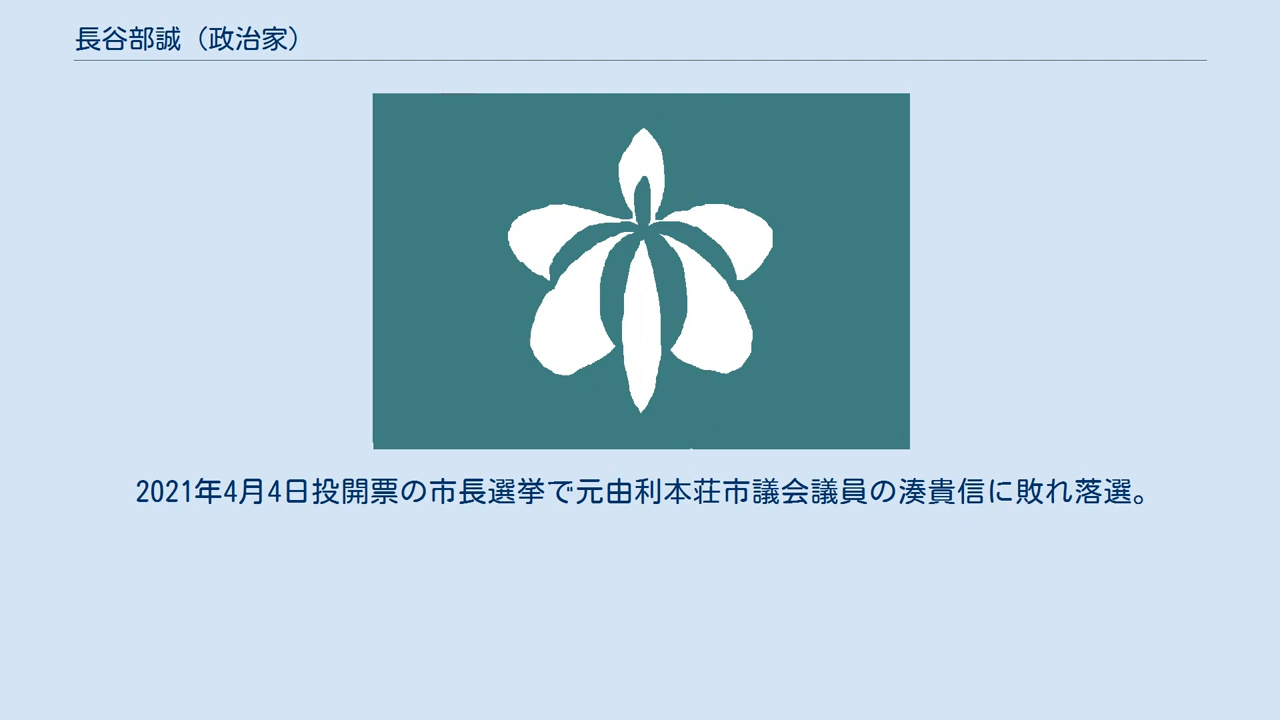 長谷部誠（政治家）
2021年4月4日投開票の市長選挙で元由利本荘市議会議員の湊貴信に敗れ落選。